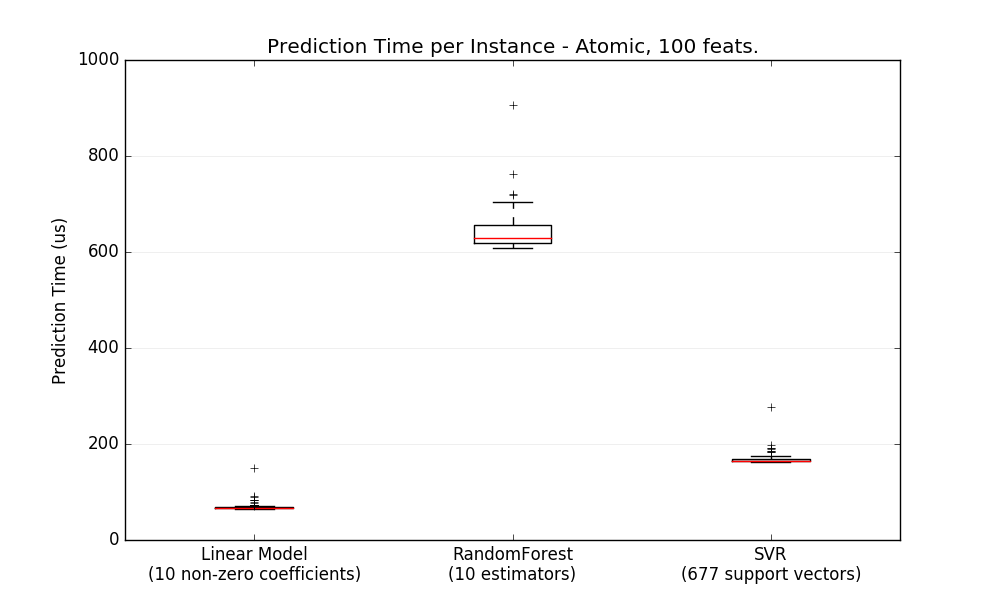 Prediction Time per Instance - Atomic, 100 feats.
1000
800
600
400
200
0
Prediction Time (us)
Linear Model
(10 non-zero coefficients)
RandomForest
(10 estimators)
SVR
(677 support vectors)